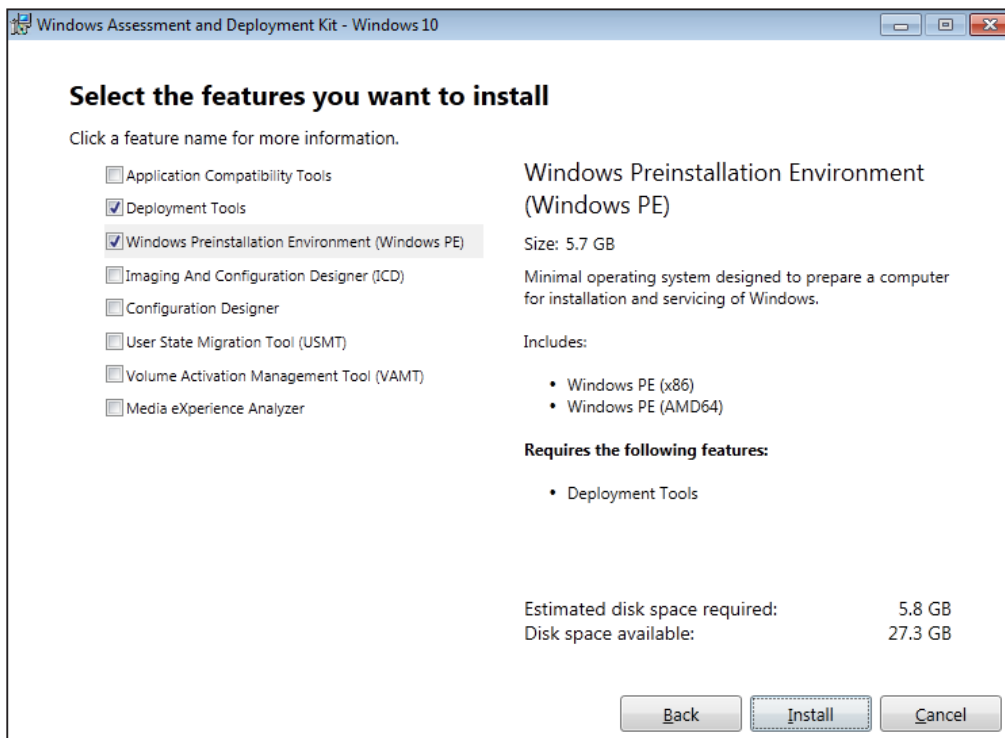 Windows Assessment and Deployment Kit - Windows 10
Select the features you want to install
Click a feature name for more information.
Application Compatibility Tools
Deployment Tools
Windows Preinstallation Environment (Windows PE)
Imaging And Configuration Designer (ICD)
Configuration Designer
User State Migration Tool (USMT)
Volume Activation Management Tool (VAMT)
Media eXperience Analyzer
Windows Preinstallation Environment
(Windows PE)
Size: 5.7 GB
Minimal operating system designed to prepare a computer
for installation and servicing of Windows.
Includes:
• Windows PE (x86)
• Windows PE (AMD64)
Requires the following features:
• Deployment Tools
Estimated disk space required: 5.8 GB
Disk space available: 27.3 GB
Back Install Cancel